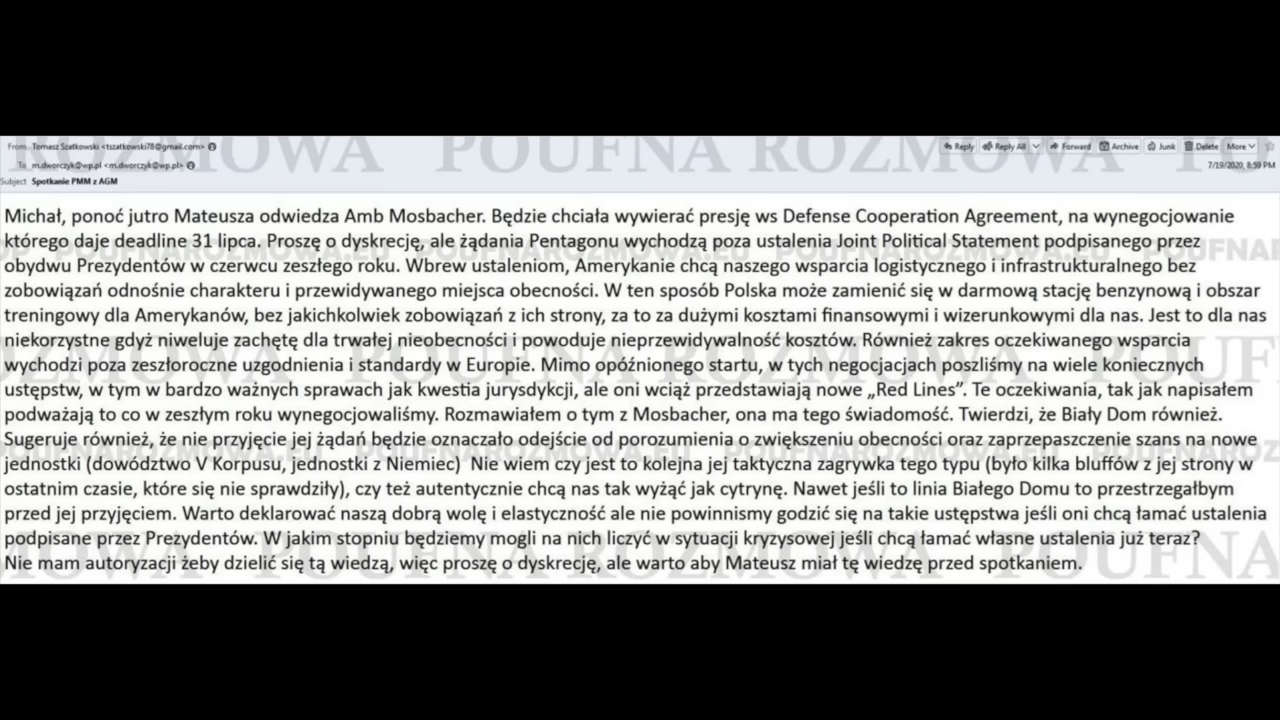 From Tomasz Szatkowski <tszatkowski78@gmail.com>
Reply Reply All Forward Archive Junk Delete More
To m.dworczyk@wp.pl <m.dworczyk@wp.pl>
7/19/2020, 8:59 PM
Subject Spotkanie PMM z AGM
Michał, ponoć jutro Mateusza odwiedza Amb Mosbacher. Będzie chciała wywierać presję ws Defense Cooperation Agreement, na wynegocjowanie
którego daje deadline 31 lipca. Proszę o dyskrecję, ale żądania Pentagonu wychodzą poza ustalenia Joint Political Statement podpisanego przez
obydwu Prezydentów w czerwcu zeszłego roku. Wbrew ustaleniom, Amerykanie chcą naszego wsparcia logistycznego i infrastrukturalnego bez
zobowiązań odnośnie charakteru i przewidywanego miejsca obecności. W ten sposób Polska może zamienić się w darmową stację benzynową i obszar
treningowy dla Amerykanów, bez jakichkolwiek zobowiązań z ich strony, za to za dużymi kosztami finansowymi i wizerunkowymi dla nas. Jest to dla nas
niekorzystne gdyż niweluje zachętę dla trwałej nieobecności i powoduje nieprzewidywalność kosztów. Również zakres oczekiwanego wsparcia
wychodzi poza zeszłoroczne uzgodnienia i standardy w Europie. Mimo opóźnionego startu, w tych negocjacjach poszliśmy na wiele koniecznych
ustępstw, w tym w bardzo ważnych sprawach jak kwestia jurysdykcji, ale oni wciąż przedstawiają nowe „Red Lines”. Te oczekiwania, tak jak napisałem
podważają to co w zeszłym roku wynegocjowaliśmy. Rozmawiałem o tym z Mosbacher, ona ma tego świadomość. Twierdzi, że Biały Dom również.
Sugeruje również, że nie przyjęcie jej żądań będzie oznaczało odejście od porozumienia o zwiększeniu obecności oraz zaprzepaszczenie szans na nowe
jednostki (dowództwo V Korpusu, jednostki z Niemiec) Nie wiem czy jest to kolejna jej taktyczna zagrywka tego typu (było kilka bluffów z jej strony w
ostatnim czasie, które się nie sprawdziły), czy też autentycznie chcą nas tak wyżąć jak cytrynę. Nawet jeśli to linia Białego Domu to przestrzegałbym
przed jej przyjęciem. Warto deklarować naszą dobrą wolę i elastyczność ale nie powinnismy godzić się na takie ustępstwa jeśli oni chcą łamać ustalenia
podpisane przez Prezydentów. W jakim stopniu będziemy mogli na nich liczyć w sytuacji kryzysowej jeśli chcą łamać własne ustalenia już teraz?
Nie mam autoryzacji żeby dzielić się tą wiedzą, więc proszę o dyskrecję, ale warto aby Mateusz miał tę wiedzę przed spotkaniem.